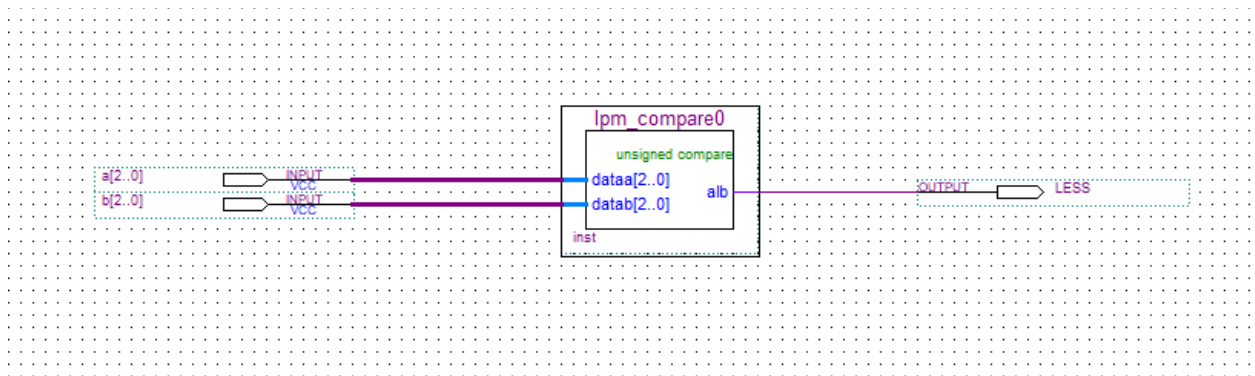 lpm_compare0
unsigned compare
a[2..0] INPUT VCC dataa[2..0]
b[2..0] INPUT VCC datab[2..0]
alb OUTPUT LESS
inst